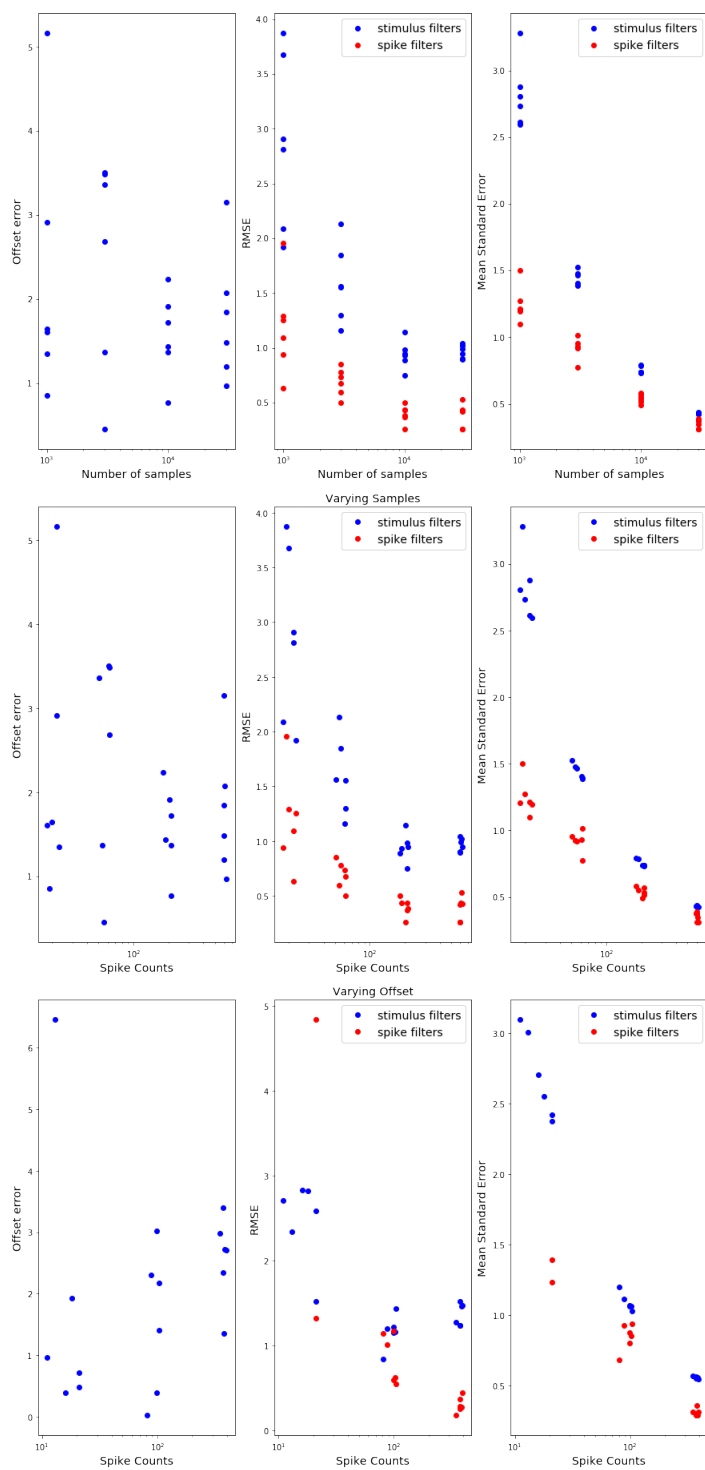 5
4
3
2
1
Offset error
10³
10⁴
Number of samples
4.0
3.5
3.0
2.5
2.0
1.5
1.0
0.5
RMSE
stimulus filters
spike filters
10³
10⁴
Number of samples
3.0
2.5
2.0
1.5
1.0
0.5
Mean Standard Error
stimulus filters
spike filters
10³
10⁴
Number of samples
Varying Samples
5
4
3
2
1
Offset error
10²
Spike Counts
4.0
3.5
3.0
2.5
2.0
1.5
1.0
0.5
RMSE
stimulus filters
spike filters
10²
Spike Counts
3.0
2.5
2.0
1.5
1.0
0.5
Mean Standard Error
stimulus filters
spike filters
10²
Spike Counts
Varying Offset
6
5
4
3
2
1
0
Offset error
10¹
10²
Spike Counts
5
4
3
2
1
0
RMSE
stimulus filters
spike filters
10¹
10²
Spike Counts
3.0
2.5
2.0
1.5
1.0
0.5
Mean Standard Error
stimulus filters
spike filters
10¹
10²
Spike Counts